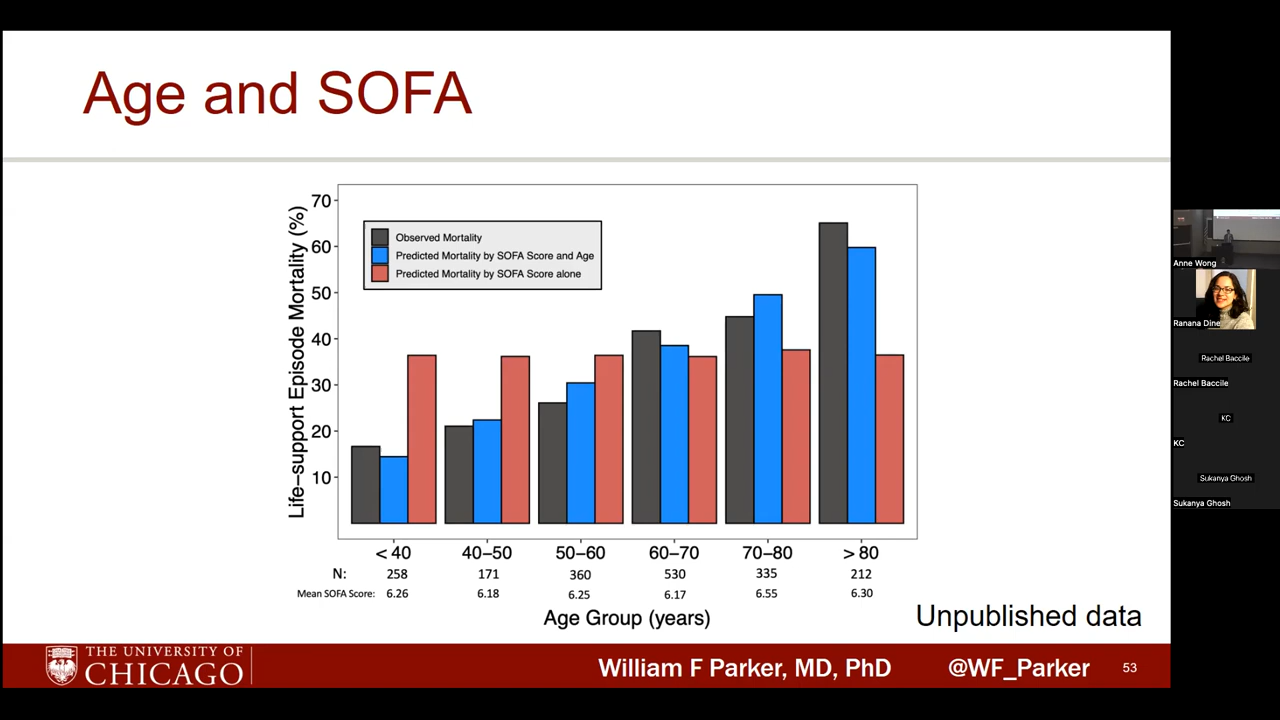 Age and SOFA
Life-support Episode Mortality (%)
70
60
50
40
30
20
10
Observed Mortality
Predicted Mortality by SOFA Score and Age
Predicted Mortality by SOFA Score alone
< 40 40–50 50–60 60–70 70–80 > 80
N: 258 171 360 530 335 212
Mean SOFA Score: 6.26 6.18 6.25 6.17 6.55 6.30
Age Group (years)
Unpublished data
THE UNIVERSITY OF
CHICAGO
William F Parker, MD, PhD @WF_Parker 53
Anne Wong
Ranana Dine
Rachel Baccile
Rachel Baccile
KC
KC
Sukanya Ghosh
Sukanya Ghosh